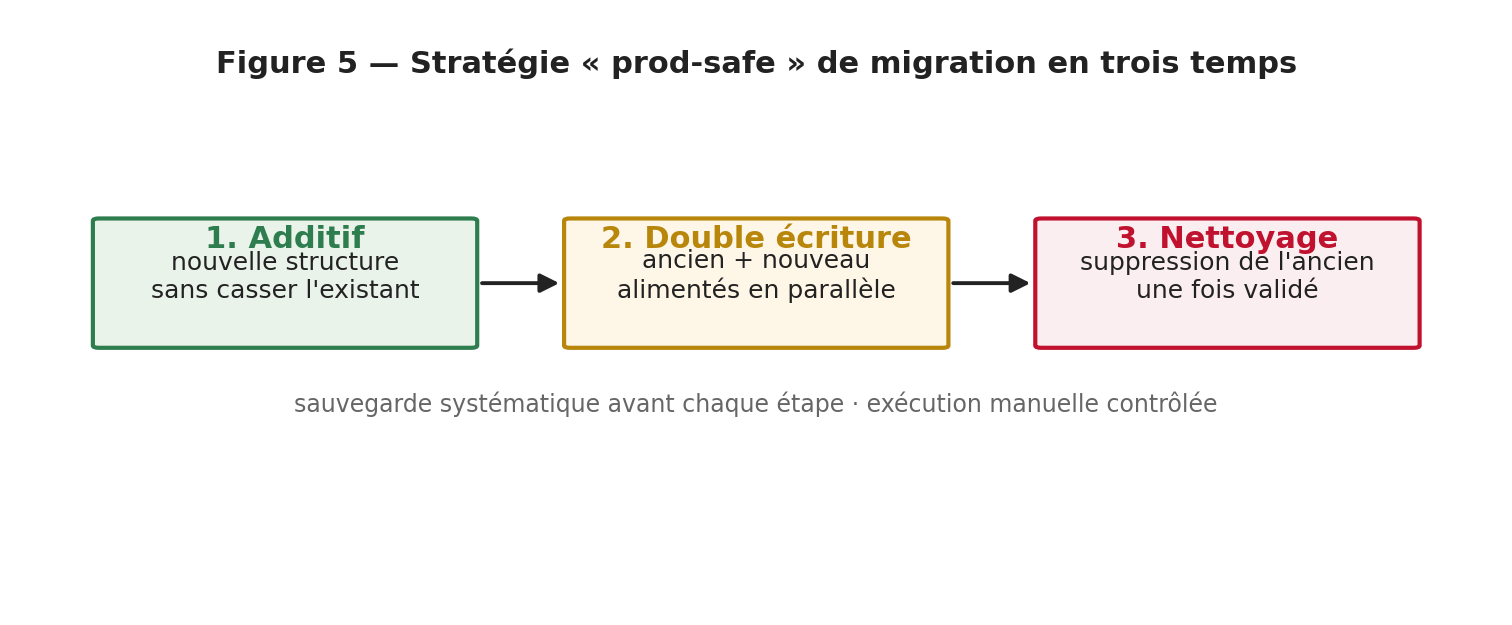 Figure 5 — Stratégie « prod-safe » de migration en trois temps
1. Additif
nouvelle structure
sans casser l'existant
2. Double écriture
ancien + nouveau
alimentés en parallèle
3. Nettoyage
suppression de l'ancien
une fois validé
sauvegarde systématique avant chaque étape · exécution manuelle contrôlée